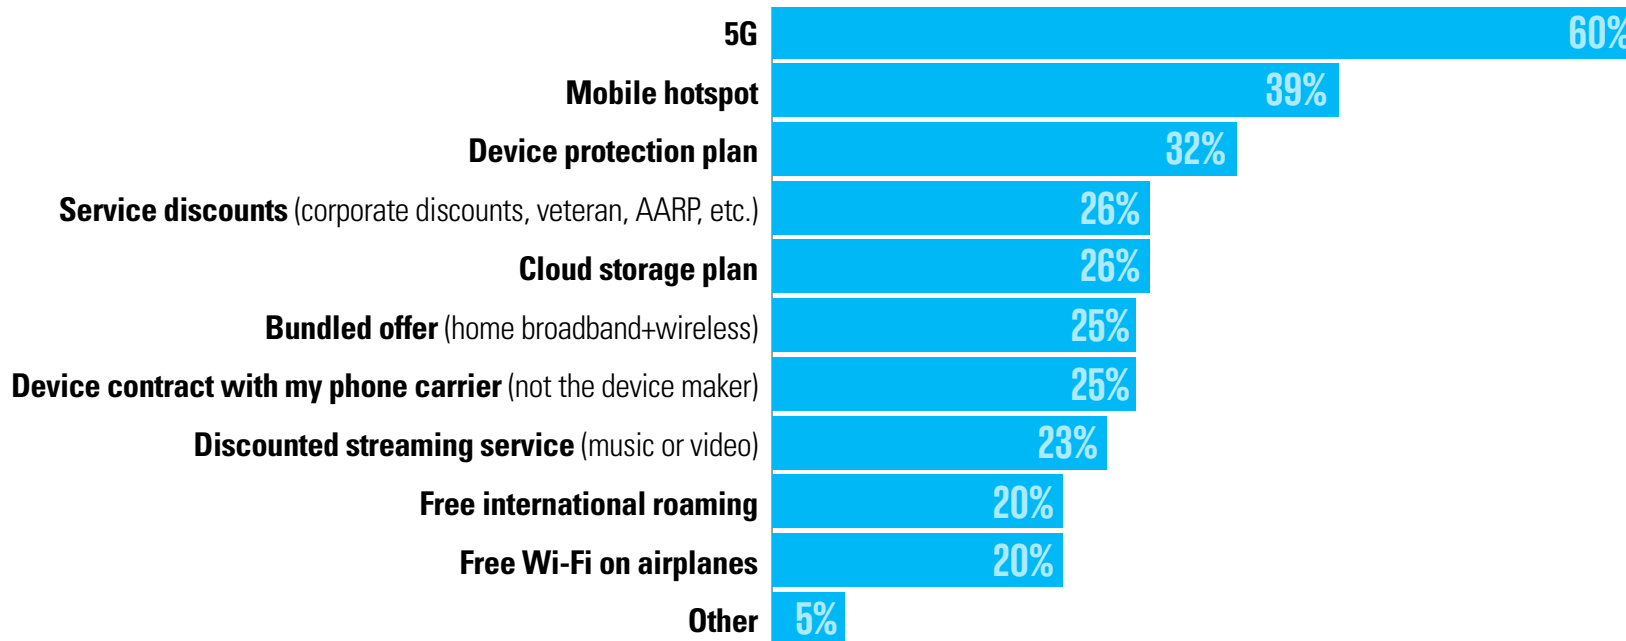 5G 60%
Mobile hotspot 39%
Device protection plan 32%
Service discounts (corporate discounts, veteran, AARP, etc.) 26%
Cloud storage plan 26%
Bundled offer (home broadband+wireless) 25%
Device contract with my phone carrier (not the device maker) 25%
Discounted streaming service (music or video) 23%
Free international roaming 20%
Free Wi-Fi on airplanes 20%
Other 5%